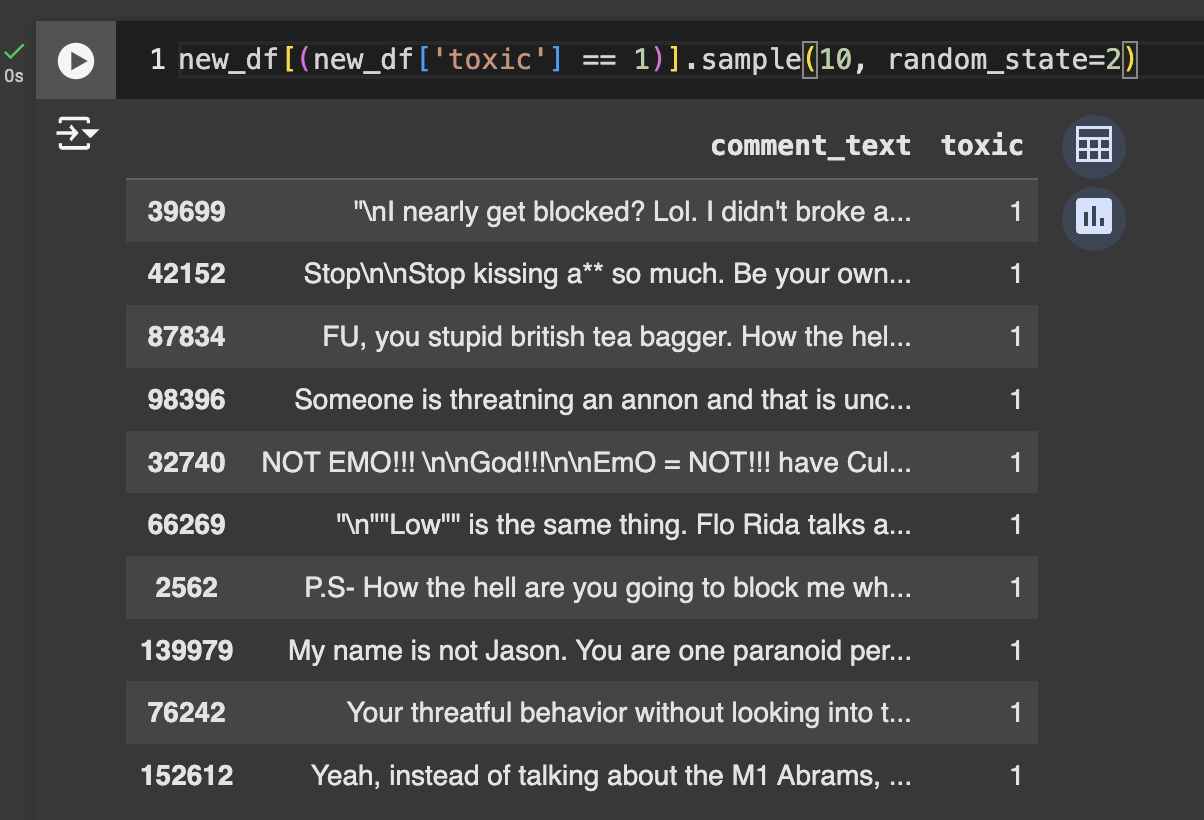 1 new_df[(new_df['toxic'] == 1)].sample(10, random_state=2)
0s
comment_text toxic
39699 "\nI nearly get blocked? Lol. I didn't broke a... 1
42152 Stop\n\nStop kissing a** so much. Be your own... 1
87834 FU, you stupid british tea bagger. How the hel... 1
98396 Someone is threatning an annon and that is unc... 1
32740 NOT EMO!!! \n\nGod!!!\n\nEmO = NOT!!! have Cul... 1
66269 "\n""Low"" is the same thing. Flo Rida talks a... 1
2562 P.S- How the hell are you going to block me wh... 1
139979 My name is not Jason. You are one paranoid per... 1
76242 Your threatful behavior without looking into t... 1
152612 Yeah, instead of talking about the M1 Abrams, ... 1